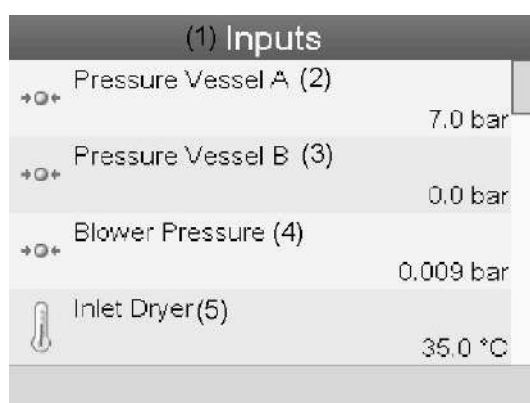 (1) Inputs
Pressure Vessel A (2)
7.0 bar
Pressure Vessel B (3)
0.0 bar
Blower Pressure (4)
0.009 bar
Inlet Dryer (5)
35.0 °C